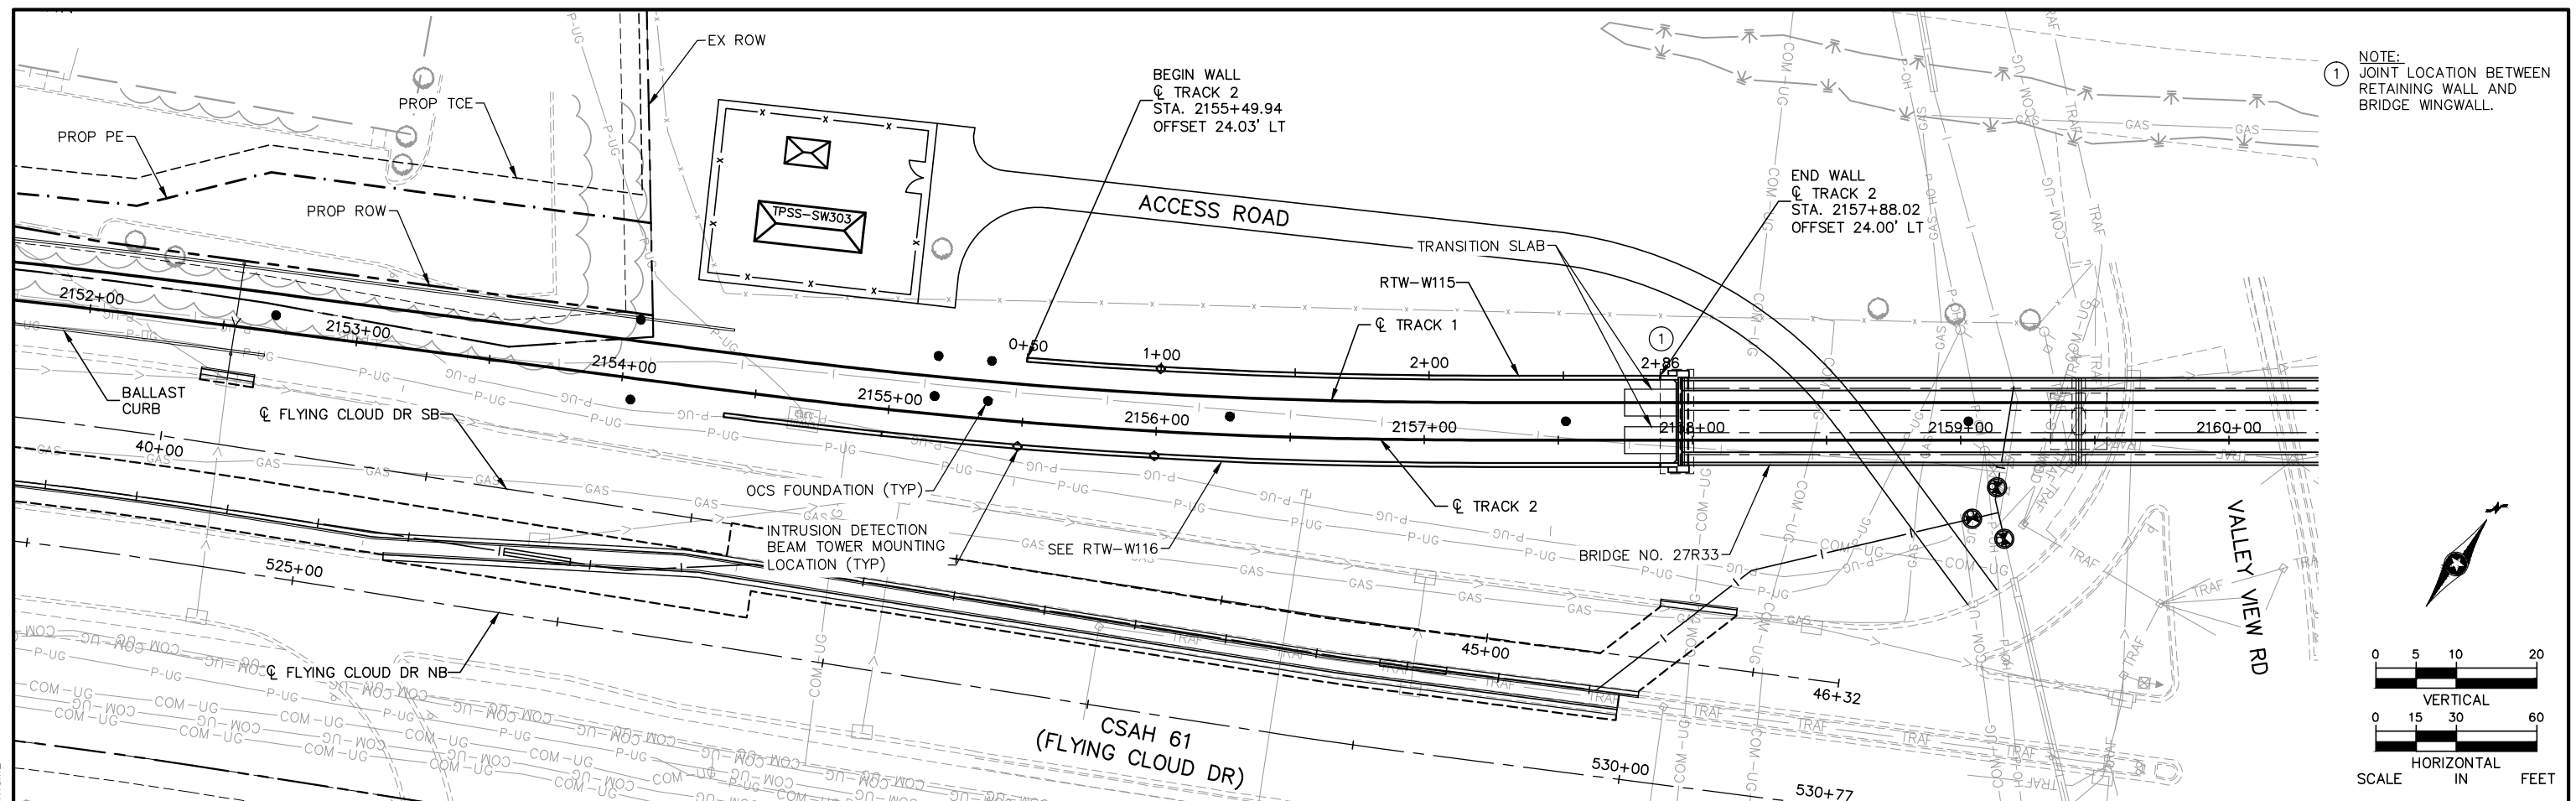 EX ROW
PROP TCE
PROP PE
PROP ROW
BEGIN WALL
℄ TRACK 2
STA. 2155+49.94
OFFSET 24.03' LT
TPSS-SW303
ACCESS ROAD
END WALL
℄ TRACK 2
STA. 2157+88.02
OFFSET 24.00' LT
TRANSITION SLAB
RTW-W115
℄ TRACK 1
1
NOTE:
1 JOINT LOCATION BETWEEN
RETAINING WALL AND
BRIDGE WINGWALL.
0+50
1+00
2+00
2+86
2152+00
2153+00
2154+00
2155+00
2156+00
2157+00
2158+00
2159+00
2160+00
BALLAST
CURB
℄ FLYING CLOUD DR SB
40+00
OCS FOUNDATION (TYP)
INTRUSION DETECTION
BEAM TOWER MOUNTING
LOCATION (TYP)
SEE RTW-W116
℄ TRACK 2
BRIDGE NO. 27R33
VALLEY VIEW RD
525+00
℄ FLYING CLOUD DR NB
45+00
46+32
CSAH 61
(FLYING CLOUD DR)
530+00
530+77
P-UG
COM-UG
GAS
TRAF
P-OH
0 5 10 20
VERTICAL
0 15 30 60
HORIZONTAL
SCALE IN FEET